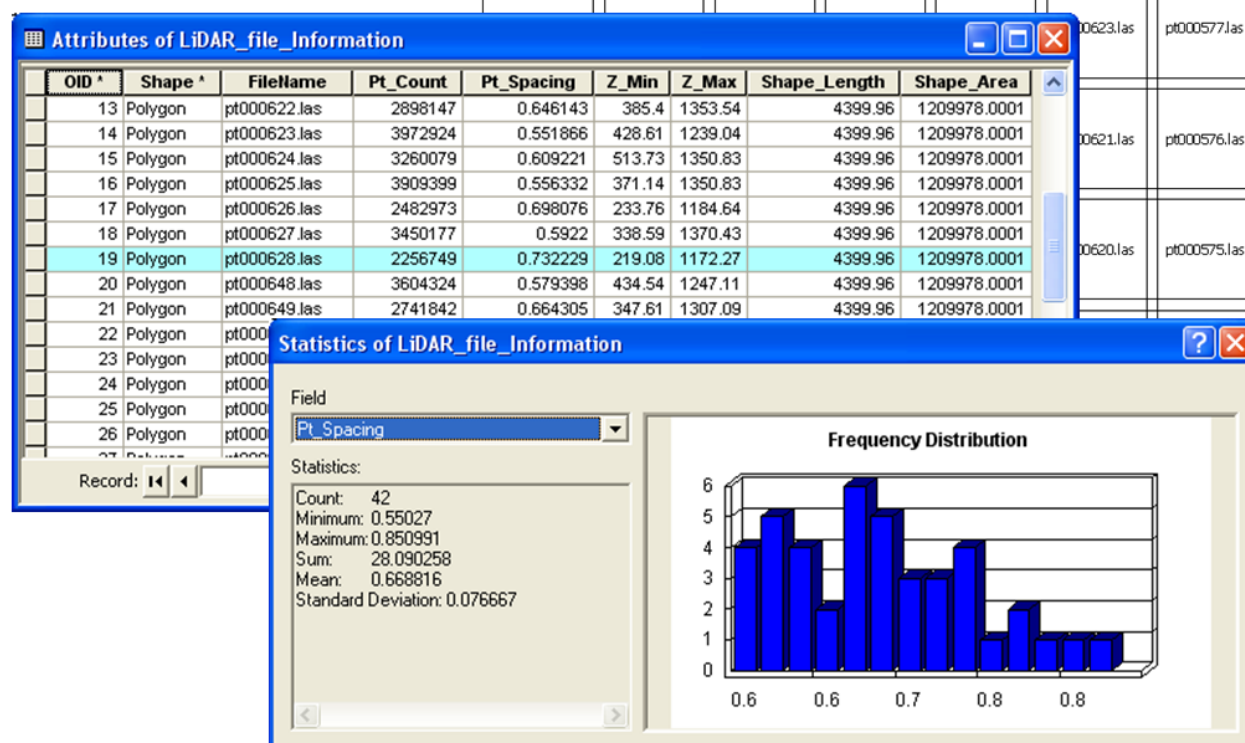 00623.las pt000577.las
Attributes of LiDAR_file_Information
OID ^ Shape ^ FileName Pt_Count Pt_Spacing Z_Min Z_Max Shape_Length Shape_Area
13 Polygon pt000622.las 2898147 0.646143 385.4 1353.54 4399.96 1209978.0001
14 Polygon pt000623.las 3972924 0.551866 428.61 1239.04 4399.96 1209978.0001
00621.las pt000576.las
15 Polygon pt000624.las 3260079 0.609221 513.73 1350.83 4399.96 1209978.0001
16 Polygon pt000625.las 3909399 0.556332 371.14 1350.83 4399.96 1209978.0001
17 Polygon pt000626.las 2482973 0.698076 233.76 1184.64 4399.96 1209978.0001
18 Polygon pt000627.las 3450177 0.5922 338.59 1370.43 4399.96 1209978.0001
00620.las pt000575.las
19 Polygon pt000628.las 2256749 0.732229 219.08 1172.27 4399.96 1209978.0001
20 Polygon pt000648.las 3604324 0.579398 434.54 1247.11 4399.96 1209978.0001
21 Polygon pt000649.las 2741842 0.664305 347.61 1307.09 4399.96 1209978.0001
22 Polygon pt000
23 Polygon pt000
24 Polygon pt000
25 Polygon pt000
26 Polygon pt000
Record:
Statistics of LiDAR_file_Information
Field
Pt_Spacing
Statistics:
Count: 42
Minimum: 0.55027
Maximum: 0.850991
Sum: 28.090258
Mean: 0.668816
Standard Deviation: 0.076667
Frequency Distribution
6
5
4
3
2
1
0
0.6 0.6 0.7 0.8 0.8